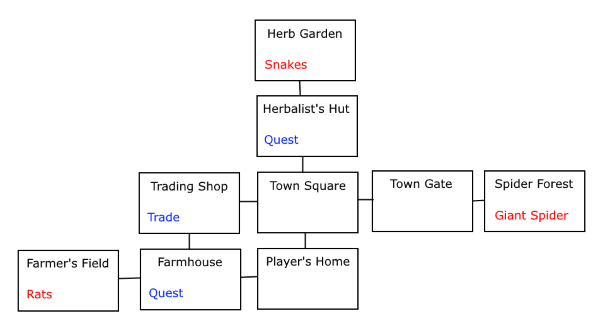 Herb Garden
Snakes
Herbalist's Hut
Quest
Trading Shop
Trade
Town Square
Town Gate
Spider Forest
Giant Spider
Farmer's Field
Rats
Farmhouse
Quest
Player's Home